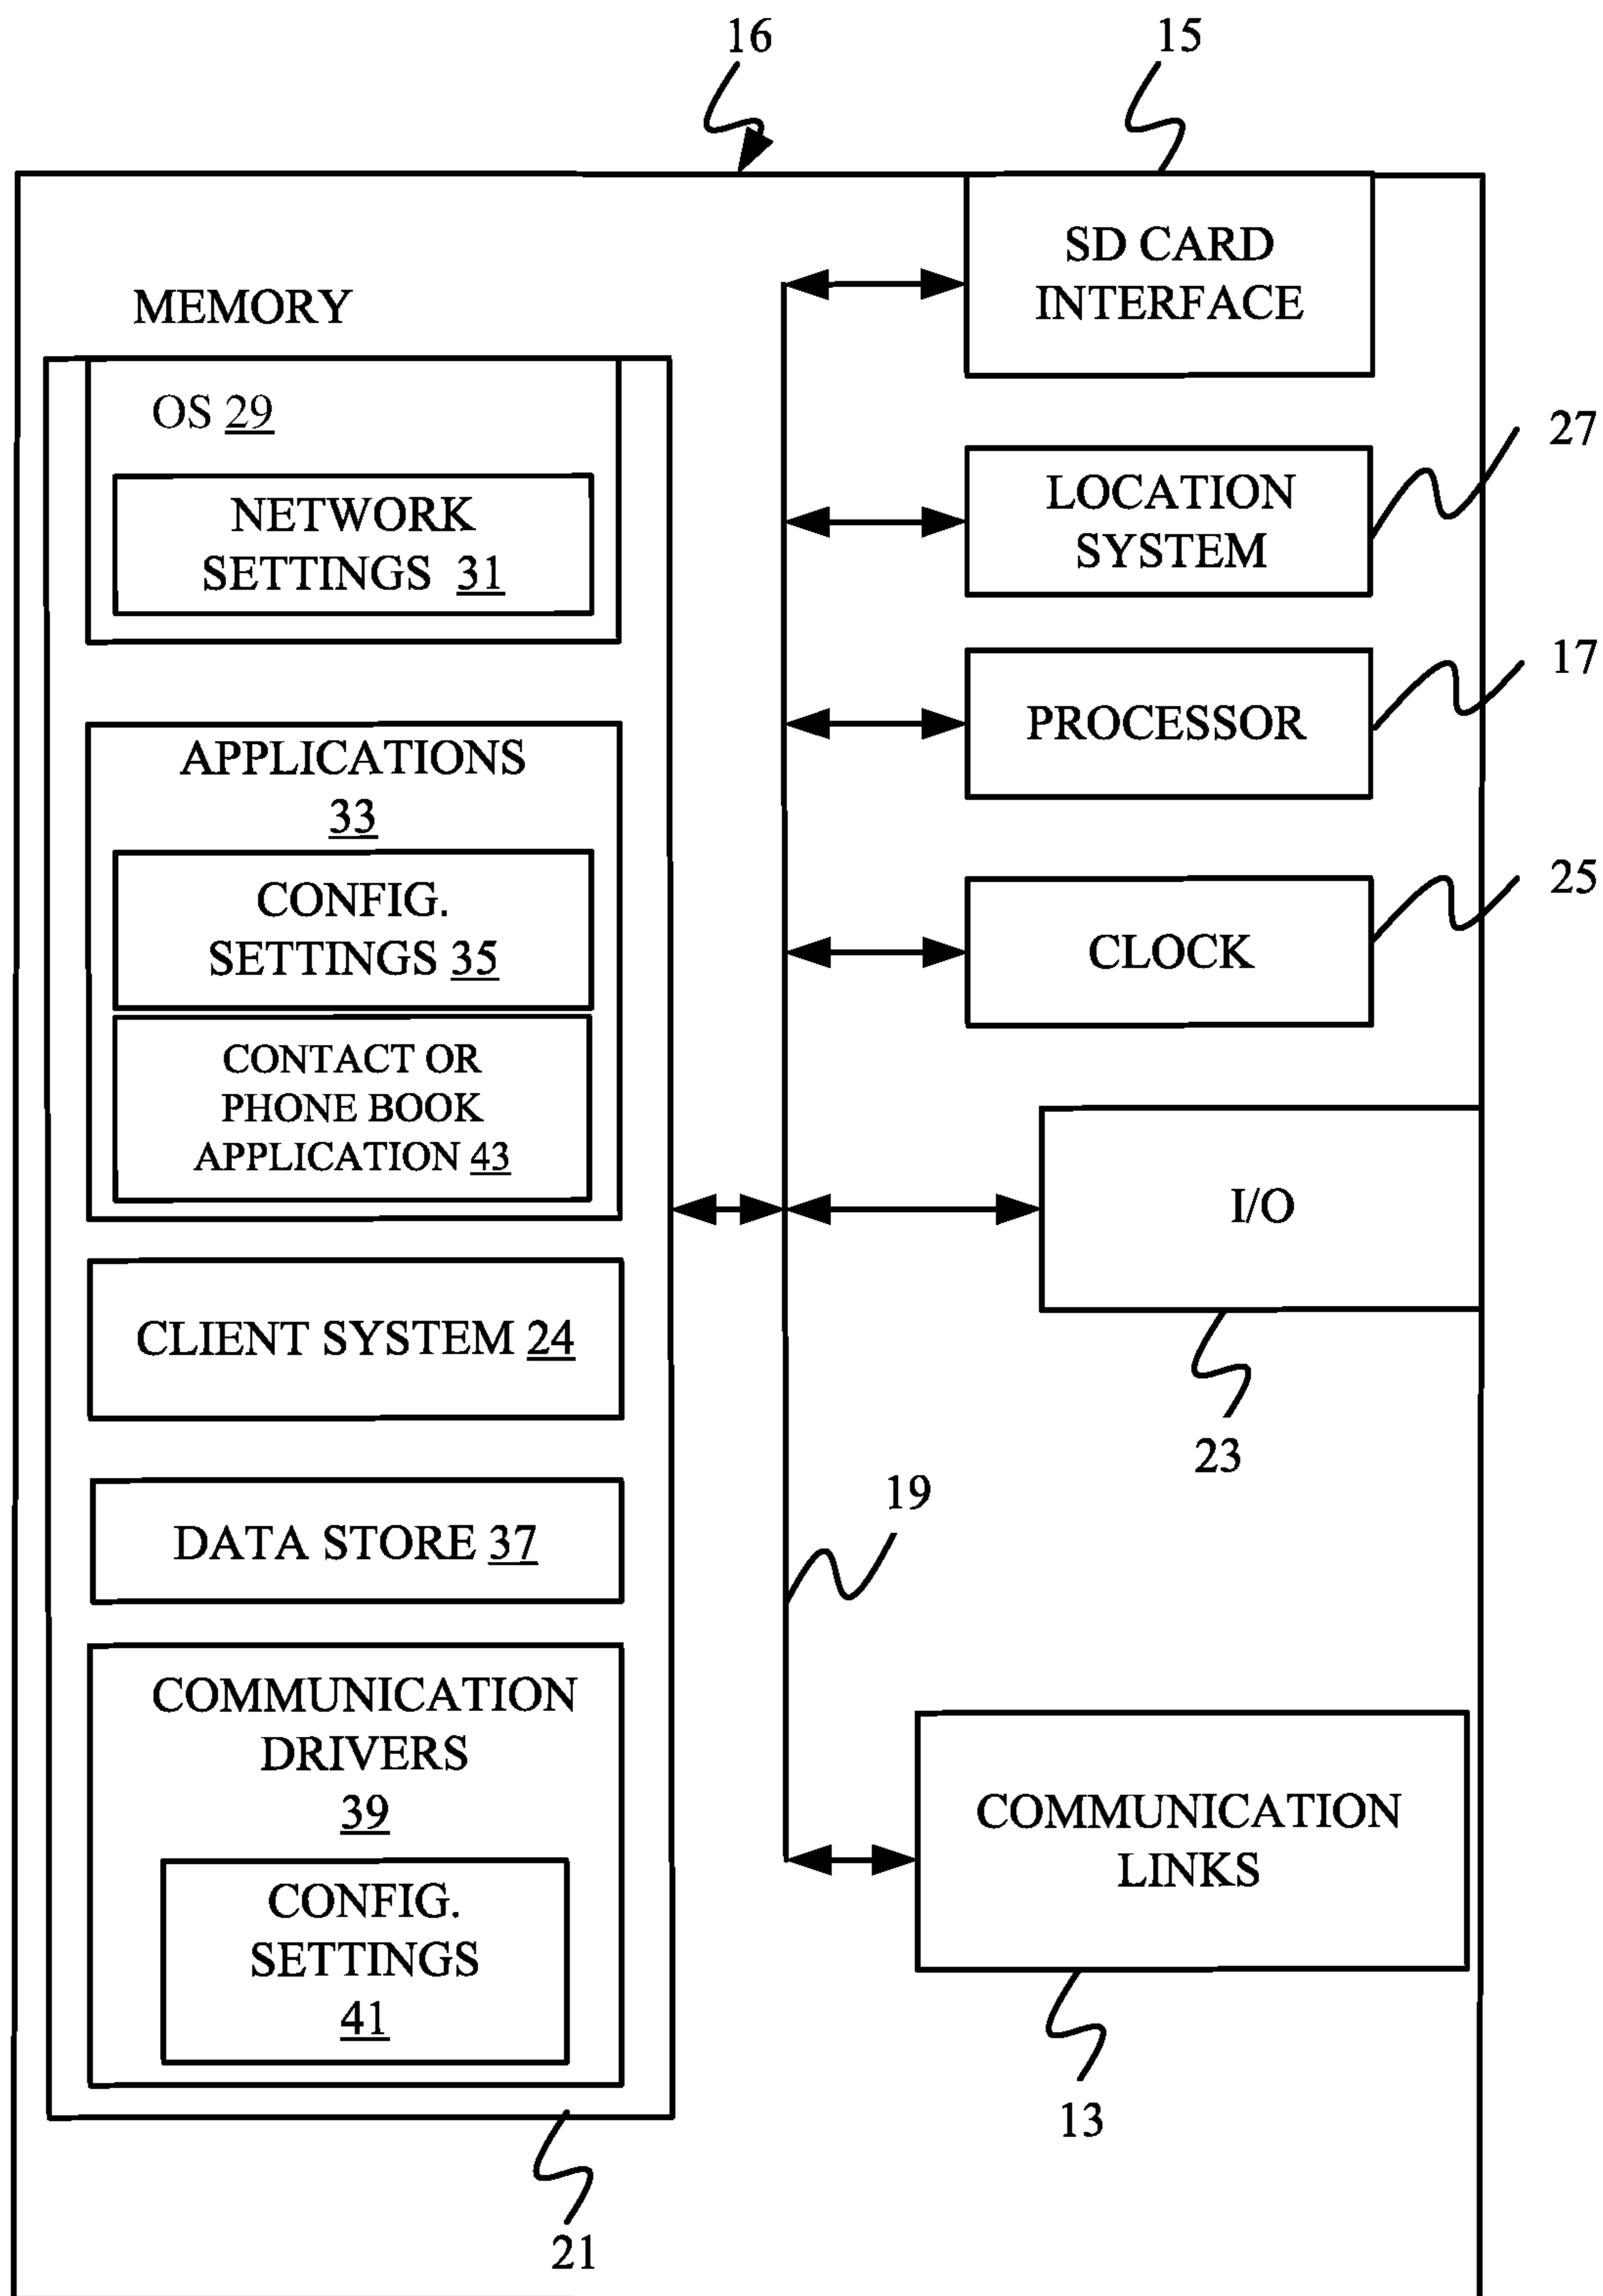 16
15
MEMORY
OS 29
NETWORK
SETTINGS 31
APPLICATIONS
33
CONFIG.
SETTINGS 35
CONTACT OR
PHONE BOOK
APPLICATION 43
CLIENT SYSTEM 24
DATA STORE 37
COMMUNICATION
DRIVERS
39
CONFIG.
SETTINGS
41
21
SD CARD
INTERFACE
27
LOCATION
SYSTEM
17
PROCESSOR
25
CLOCK
I/O
23
19
COMMUNICATION
LINKS
13